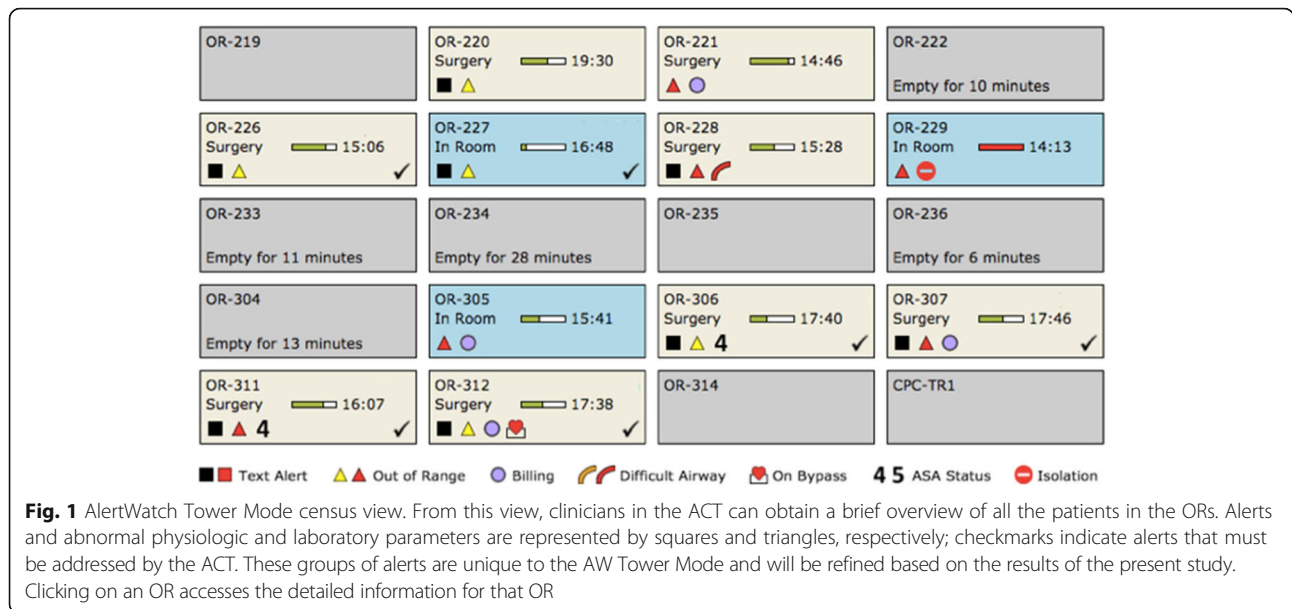 OR-219
OR-220
Surgery 19:30
OR-221
Surgery 14:46
OR-222
Empty for 10 minutes
OR-226
Surgery 15:06
✓
OR-227
In Room 16:48
✓
OR-228
Surgery 15:28
OR-229
In Room 14:13
OR-233
Empty for 11 minutes
OR-234
Empty for 28 minutes
OR-235
OR-236
Empty for 6 minutes
OR-304
Empty for 13 minutes
OR-305
In Room 15:41
OR-306
Surgery 17:40
4 ✓
OR-307
Surgery 17:46
✓
OR-311
Surgery 16:07
4 ✓
OR-312
Surgery 17:38
✓
OR-314
CPC-TR1
Text Alert Out of Range Billing Difficult Airway On Bypass 4 5 ASA Status Isolation
Fig. 1 AlertWatch Tower Mode census view. From this view, clinicians in the ACT can obtain a brief overview of all the patients in the ORs. Alerts
and abnormal physiologic and laboratory parameters are represented by squares and triangles, respectively; checkmarks indicate alerts that must
be addressed by the ACT. These groups of alerts are unique to the AW Tower Mode and will be refined based on the results of the present study.
Clicking on an OR accesses the detailed information for that OR